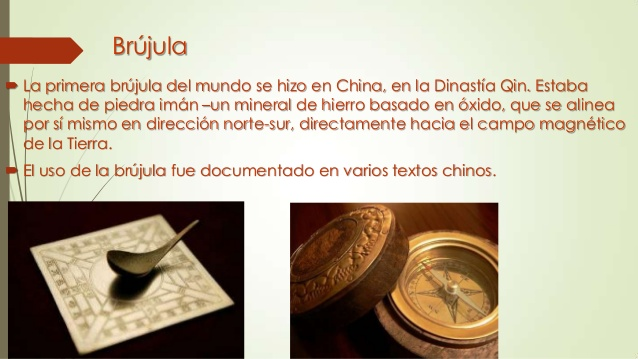 Brújula
La primera brújula del mundo se hizo en China, en la Dinastía Qin. Estaba
hecha de piedra imán –un mineral de hierro basado en óxido, que se alinea
por sí mismo en dirección norte-sur, directamente hacia el campo magnético
de la Tierra.
El uso de la brújula fue documentado en varios textos chinos.